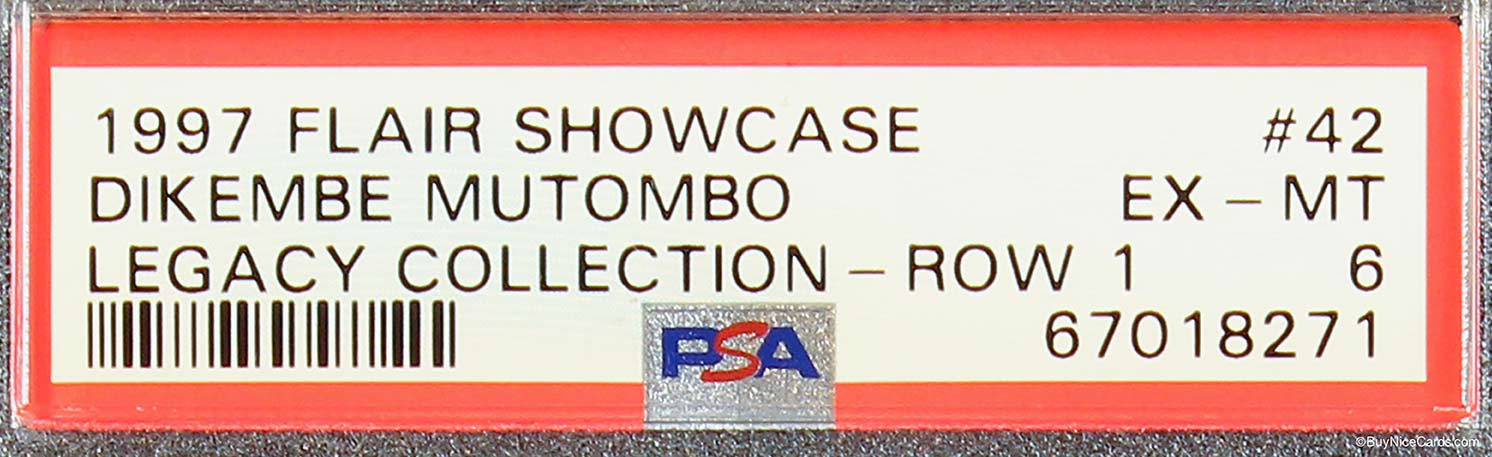 1997 FLAIR SHOWCASE #42
DIKEMBE MUTOMBO EX - MT
LEGACY COLLECTION - ROW 1 6
67018271
PSA
©BuyNiceCards.com